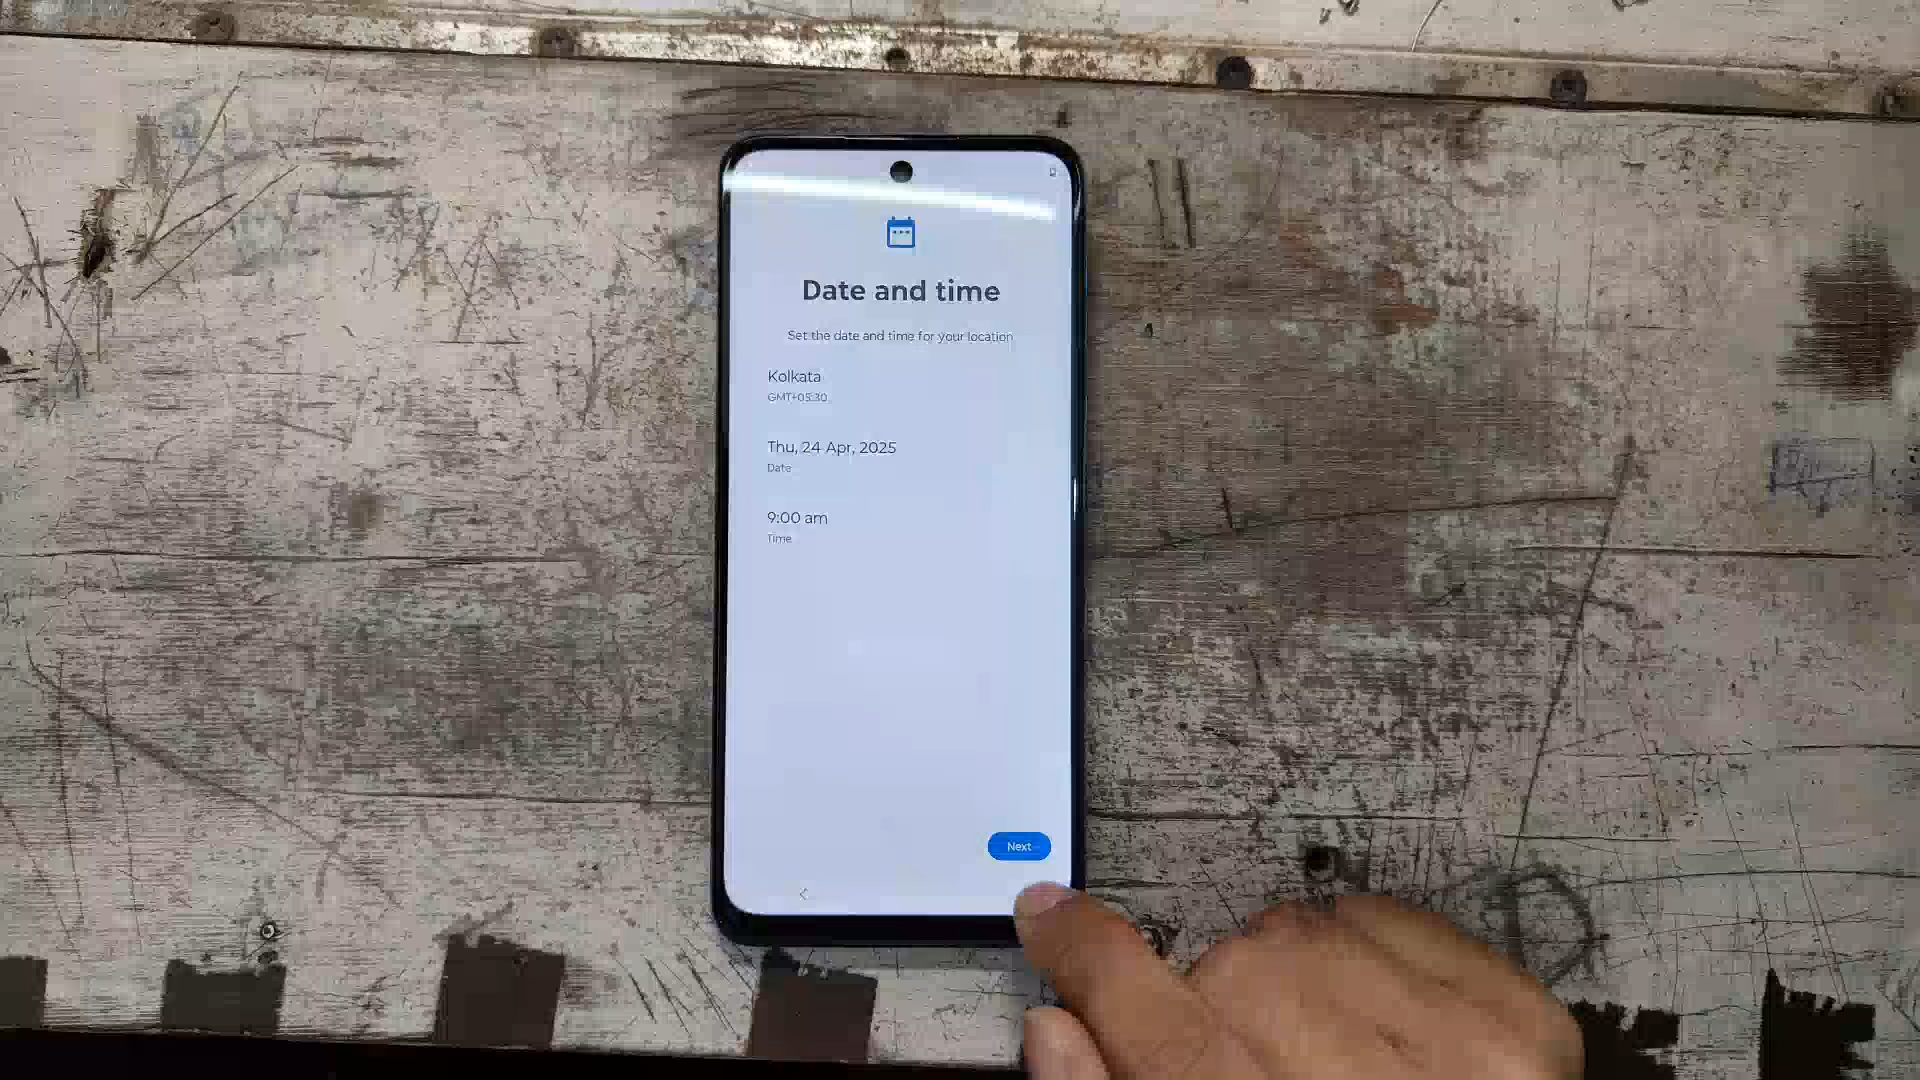 Date and time
Set the date and time for your location
Kolkata
GMT+05:30
Thu, 24 Apr, 2025
Date
9:00 am
Time
Next